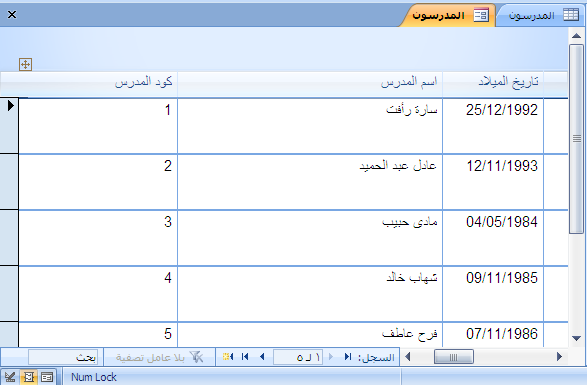 المدرسون المدرسون
تاريخ الميلاد اسم المدرس كود المدرس
25/12/1992 سارة رأفت 1
12/11/1993 عادل عبد الحميد 2
04/05/1984 مادى حبيب 3
09/11/1985 شهاب خالد 4
07/11/1986 فرح عاطف 5
السجل: ١ لـ ٥ بلا عامل تصفية بحث
Num Lock